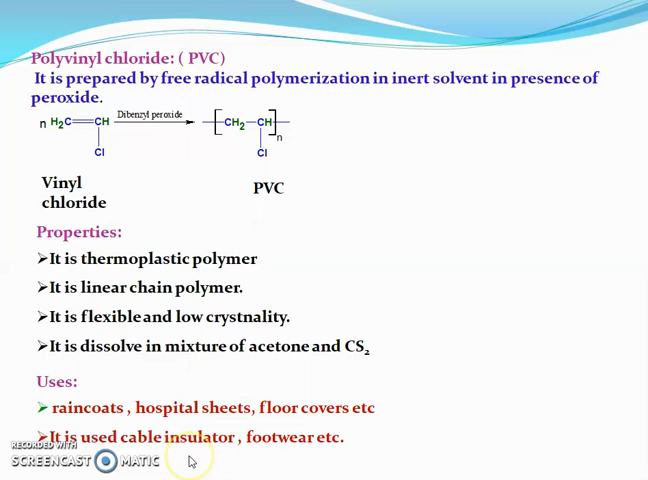 Polyvinyl chloride: ( PVC)
It is prepared by free radical polymerization in inert solvent in presence of
peroxide.
n H₂C=CH Dibenzyl peroxide [CH₂-CH]n
Cl Cl
Vinyl
chloride
PVC
Properties:
➢It is thermoplastic polymer
➢It is linear chain polymer.
➢It is flexible and low crystnality.
➢It is dissolve in mixture of acetone and CS₂
Uses:
➢ raincoats , hospital sheets, floor covers etc
➢It is used cable insulator , footwear etc.
RECORDED WITH
SCREENCAST O MATIC